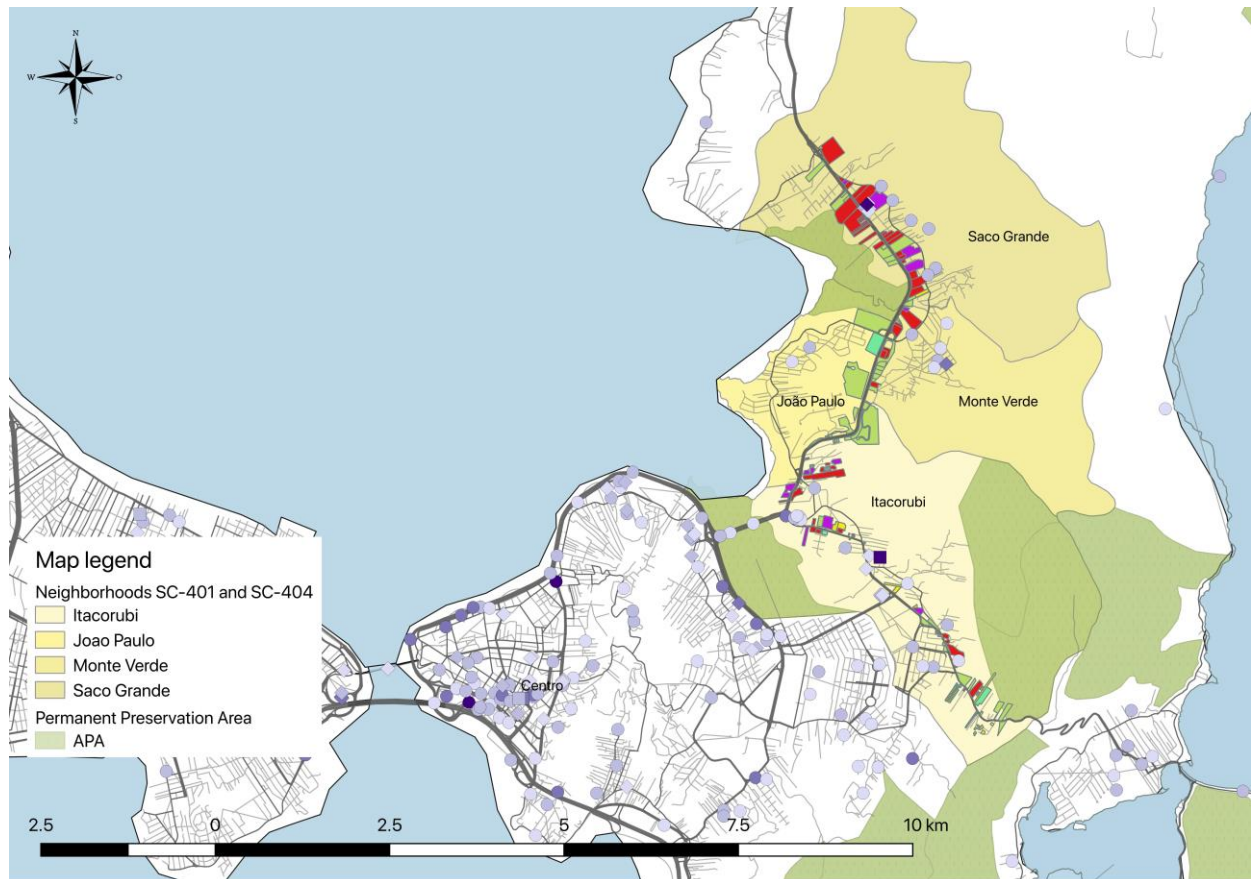 N
W
O
S
Saco Grande
João Paulo
Monte Verde
Itacorubi
Centro
Map legend
Neighborhoods SC-401 and SC-404
Itacorubi
Joao Paulo
Monte Verde
Saco Grande
Permanent Preservation Area
APA
2.5 0 2.5 5 7.5 10 km